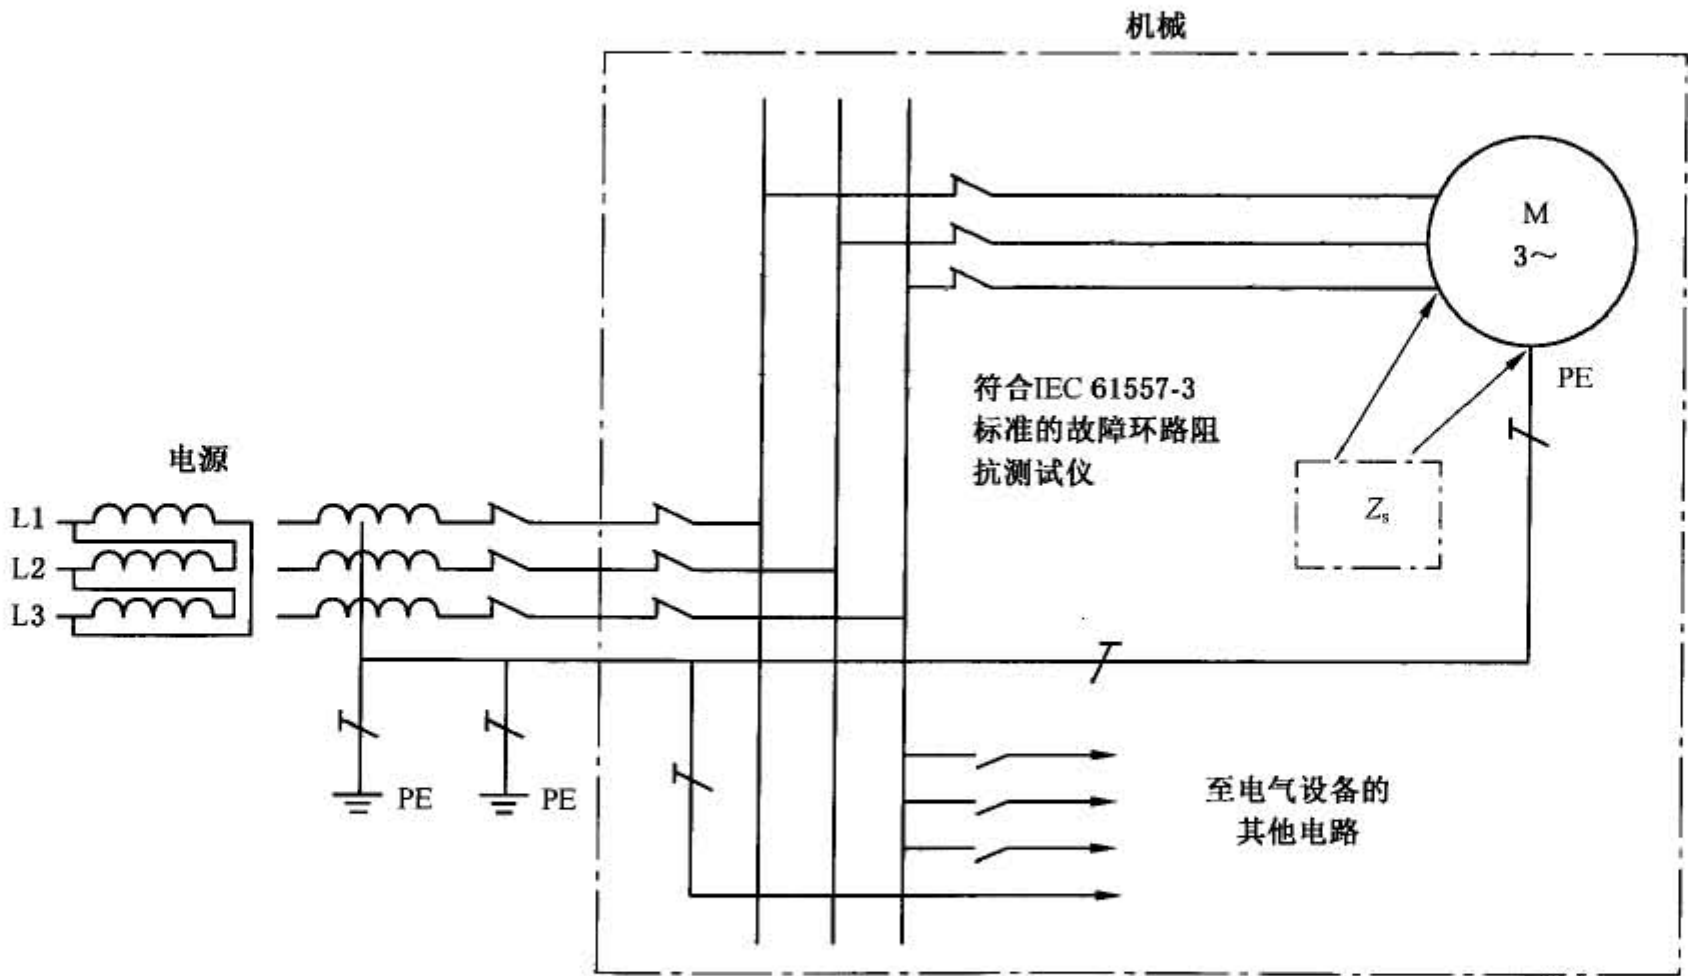 机械
M
3～
PE
符合IEC 61557-3
标准的故障环路阻
抗测试仪
Zs
电源
L1
L2
L3
PE
PE
至电气设备的
其他电路